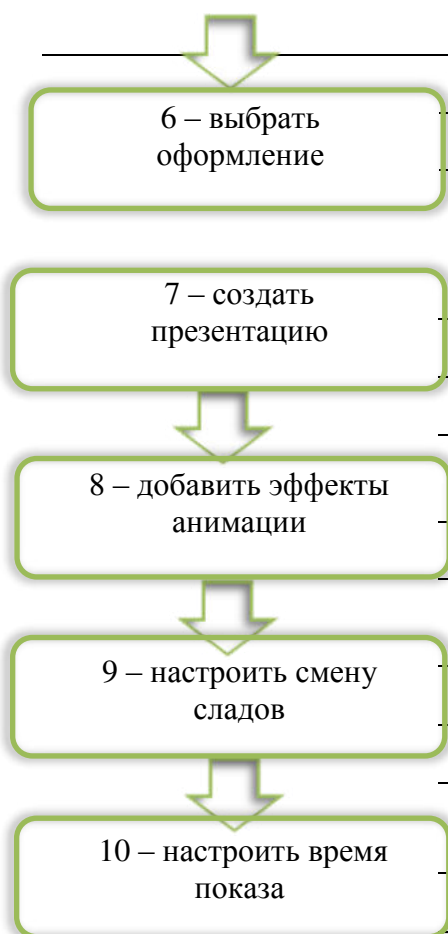 6 – выбрать
оформление
7 – создать
презентацию
8 – добавить эффекты
анимации
9 – настроить смену
сладов
10 – настроить время
показа